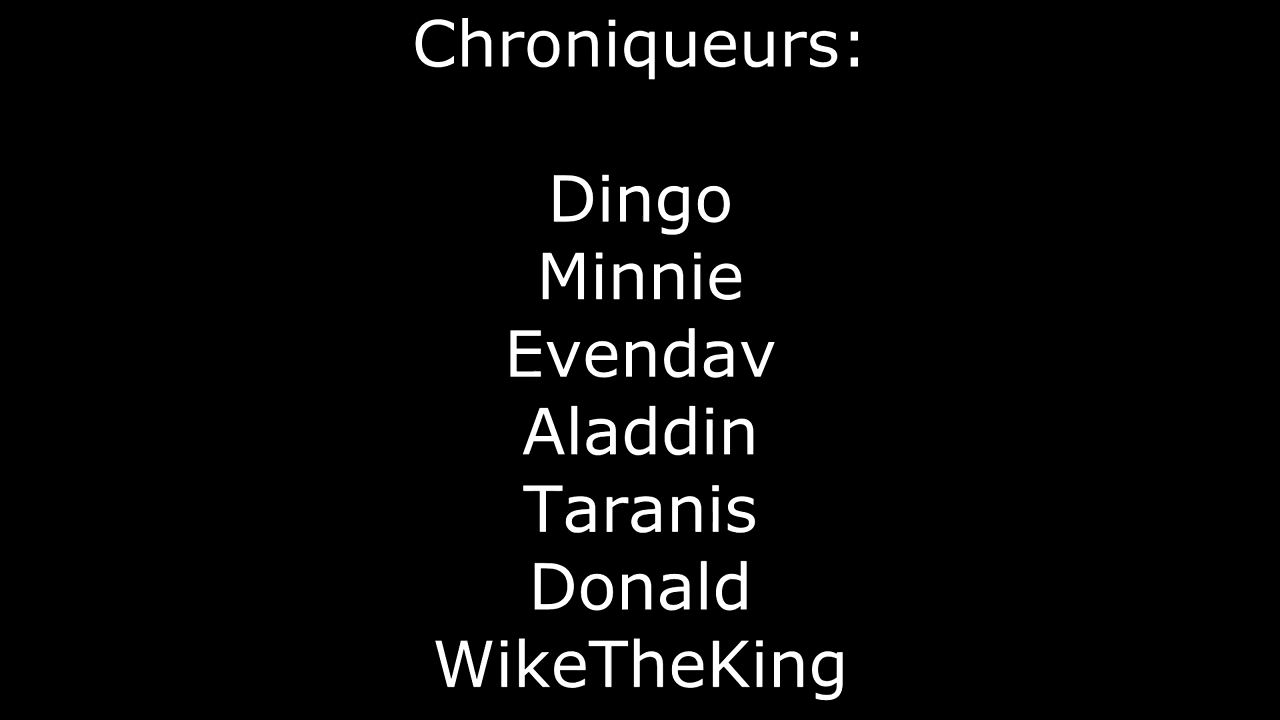 Chroniqueurs:
Dingo
Minnie
Evendav
Aladdin
Taranis
Donald
WikeTheKing